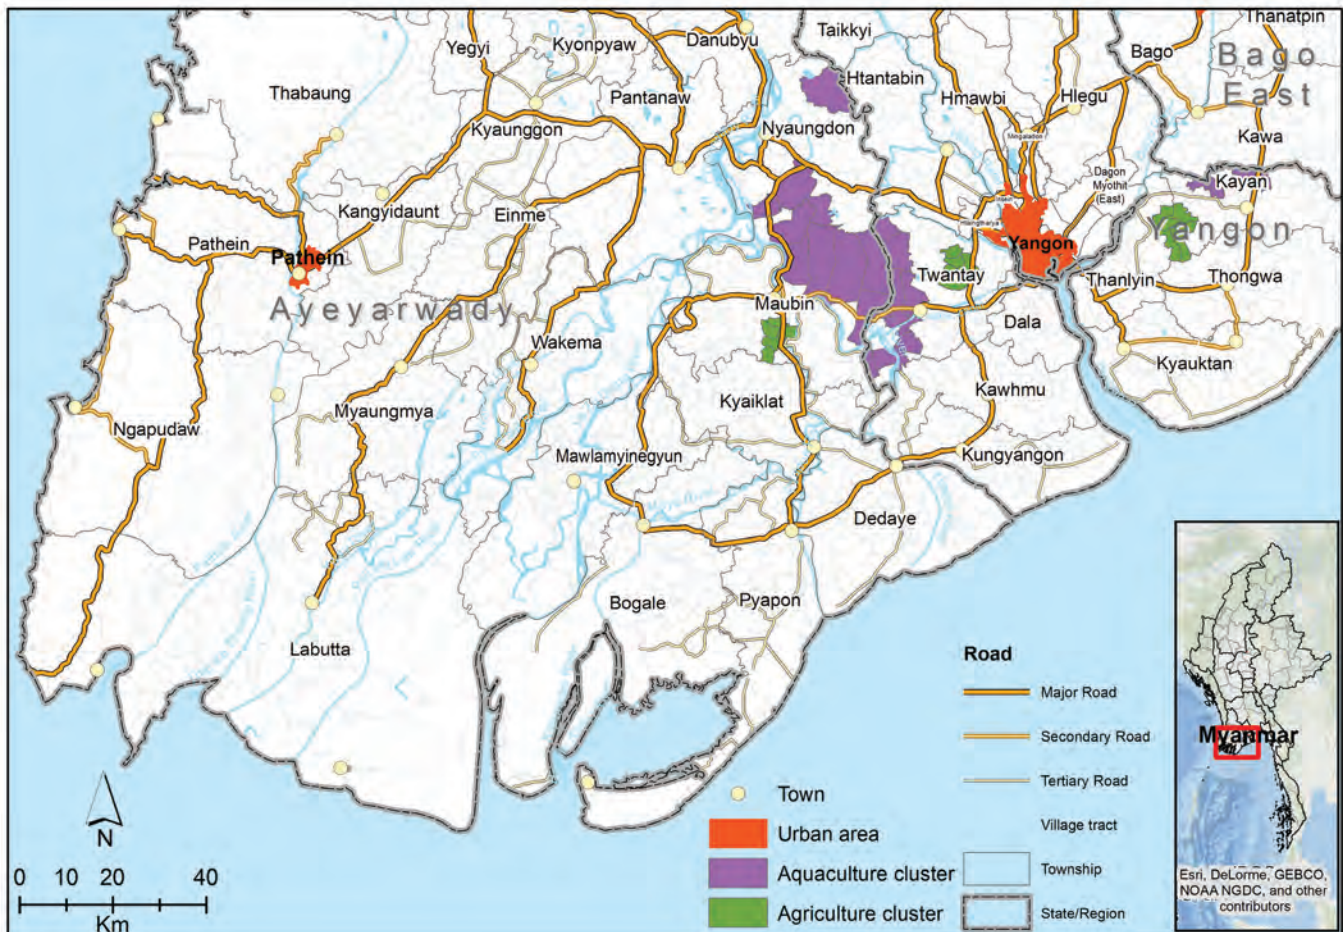 Thanatpin
Taikkyi
Danubyu
Yegyi
Kyonpyaw
Bago
Bago
East
Htantabin
Thabaung
Pantanaw
Hmawbi
Hlegu
Kyaunggon
Nyaungdon
Mingaladon
Kawa
Dagon
Myothit
(East)
Kayan
Kangyidaunt
Einme
Insein
Hlaingtharya
Pathein
Pathein
Yangon
Yangon
Twantay
Thanlyin
Thongwa
Ayeyarwady
Maubin
Dala
Wakema
Kyauktan
Kyaiklat
Kawhmu
Myaungmya
Ngapudaw
Mawlamyinegyun
Kungyangon
Dedaye
Bogale
Pyapon
Labutta
Road
Major Road
Secondary Road
Tertiary Road
Village tract
Township
State/Region
Town
Urban area
Aquaculture cluster
Agriculture cluster
N
0 10 20 40
Km
Myanmar
Esri, DeLorme, GEBCO,
NOAA NGDC, and other
contributors